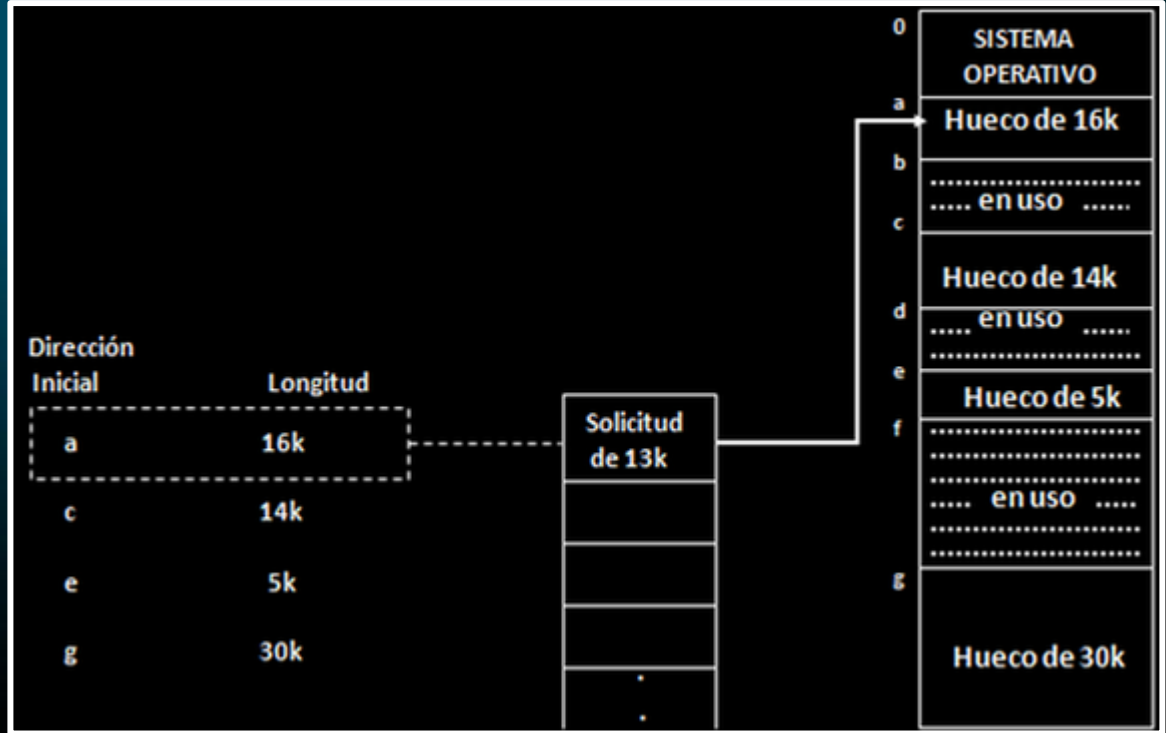 Dirección
Inicial Longitud
a 16k
c 14k
e 5k
g 30k
Solicitud
de 13k
0
a
b
c
d
e
f
g
SISTEMA
OPERATIVO
Hueco de 16k
........................
..... en uso ......
Hueco de 14k
..... en uso ......
........................
Hueco de 5k
........................
........................
........................
..... en uso .....
........................
........................
Hueco de 30k